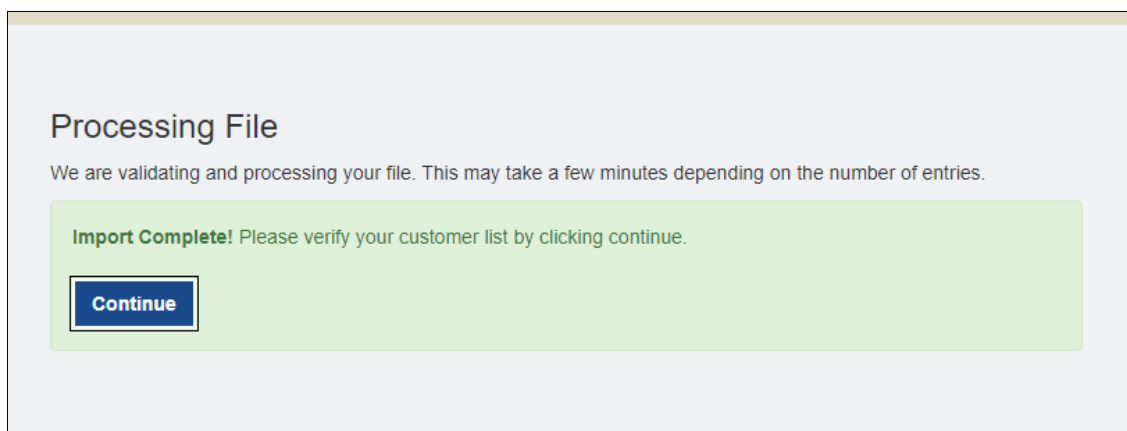 Processing File
We are validating and processing your file. This may take a few minutes depending on the number of entries.
Import Complete! Please verify your customer list by clicking continue.
Continue